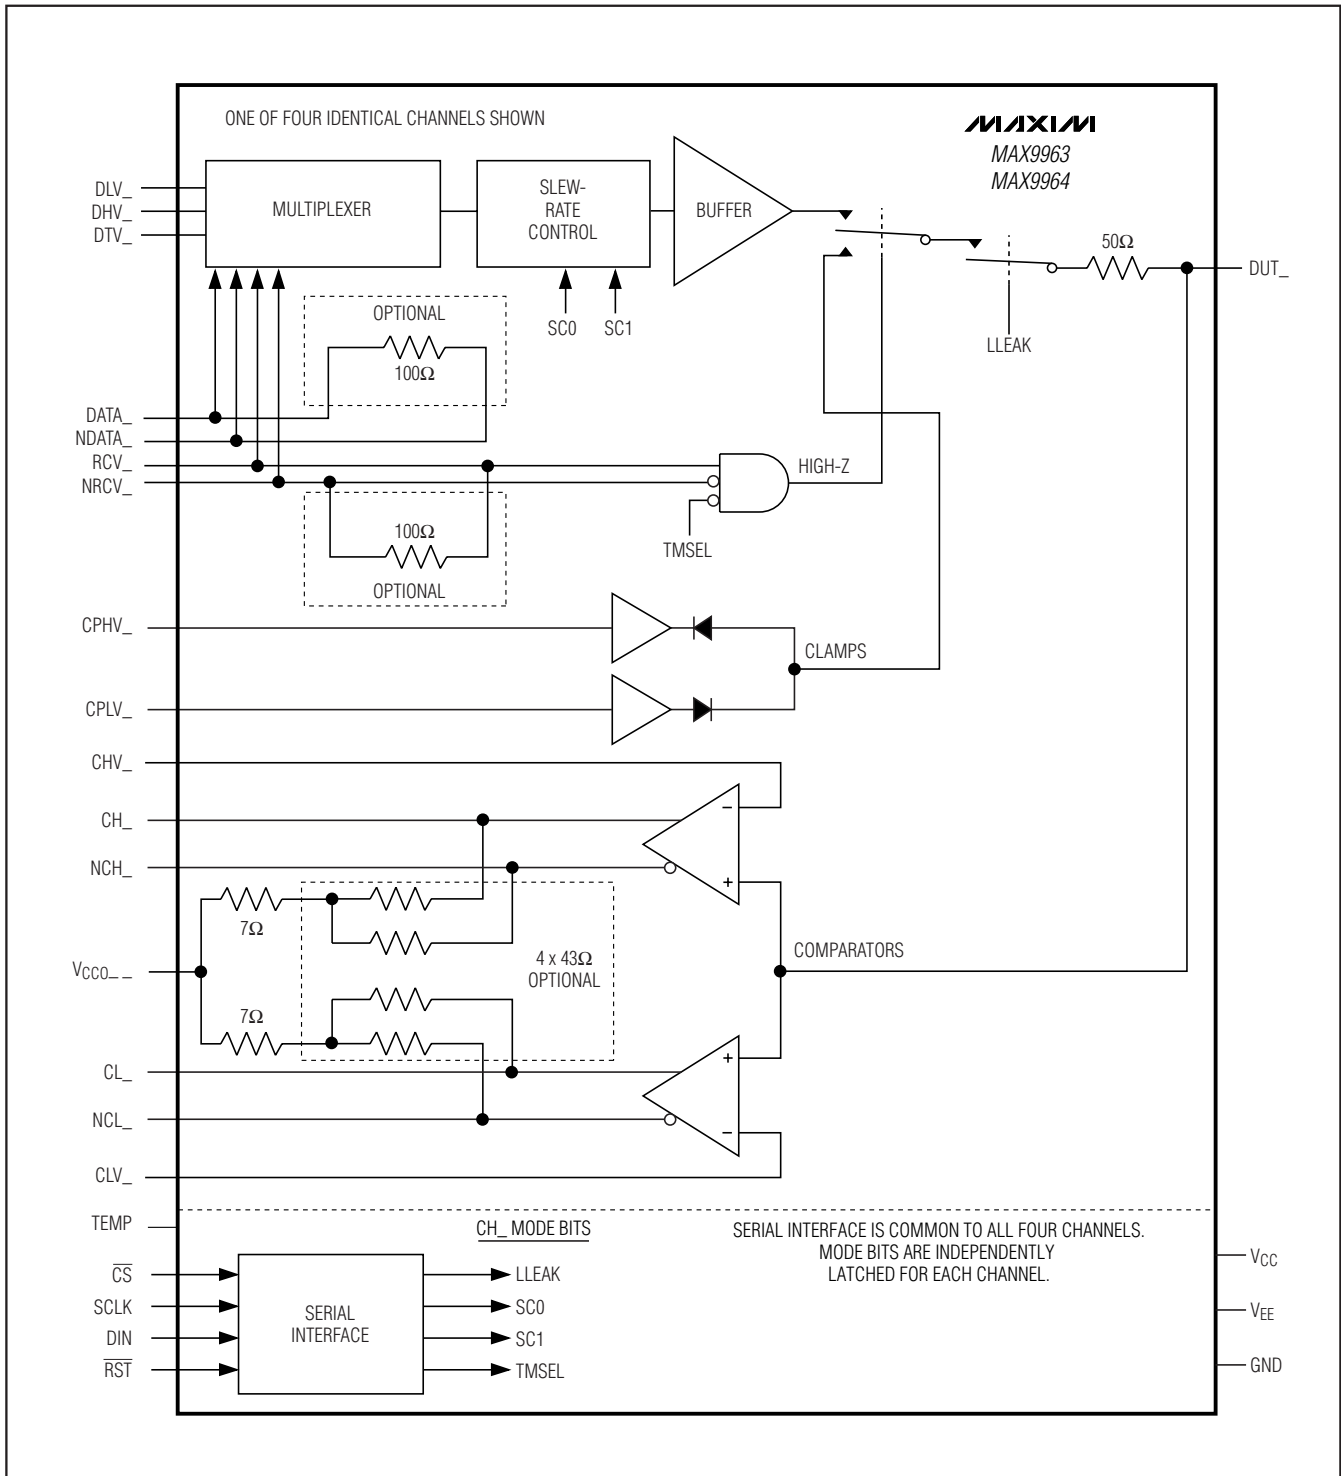 ONE OF FOUR IDENTICAL CHANNELS SHOWN
MAXIM
MAX9963
MAX9964
DLV_
DHV_
DTV_
MULTIPLEXER
SLEW-
RATE
CONTROL
BUFFER
50Ω
DUT_
SC0
SC1
LLEAK
OPTIONAL
100Ω
DATA_
NDATA_
RCV_
NRCV_
HIGH-Z
TMSEL
100Ω
OPTIONAL
CPHV_
CLAMPS
CPLV_
CHV_
CH_
−
NCH_
+
7Ω
VCCO_ _
4 x 43Ω
OPTIONAL
COMPARATORS
7Ω
CL_
+
NCL_
−
CLV_
TEMP
CH_ MODE BITS
SERIAL INTERFACE IS COMMON TO ALL FOUR CHANNELS.
MODE BITS ARE INDEPENDENTLY
LATCHED FOR EACH CHANNEL.
C̅S̅
SCLK
DIN
R̅S̅T̅
SERIAL
INTERFACE
LLEAK
SC0
SC1
TMSEL
VCC
VEE
GND